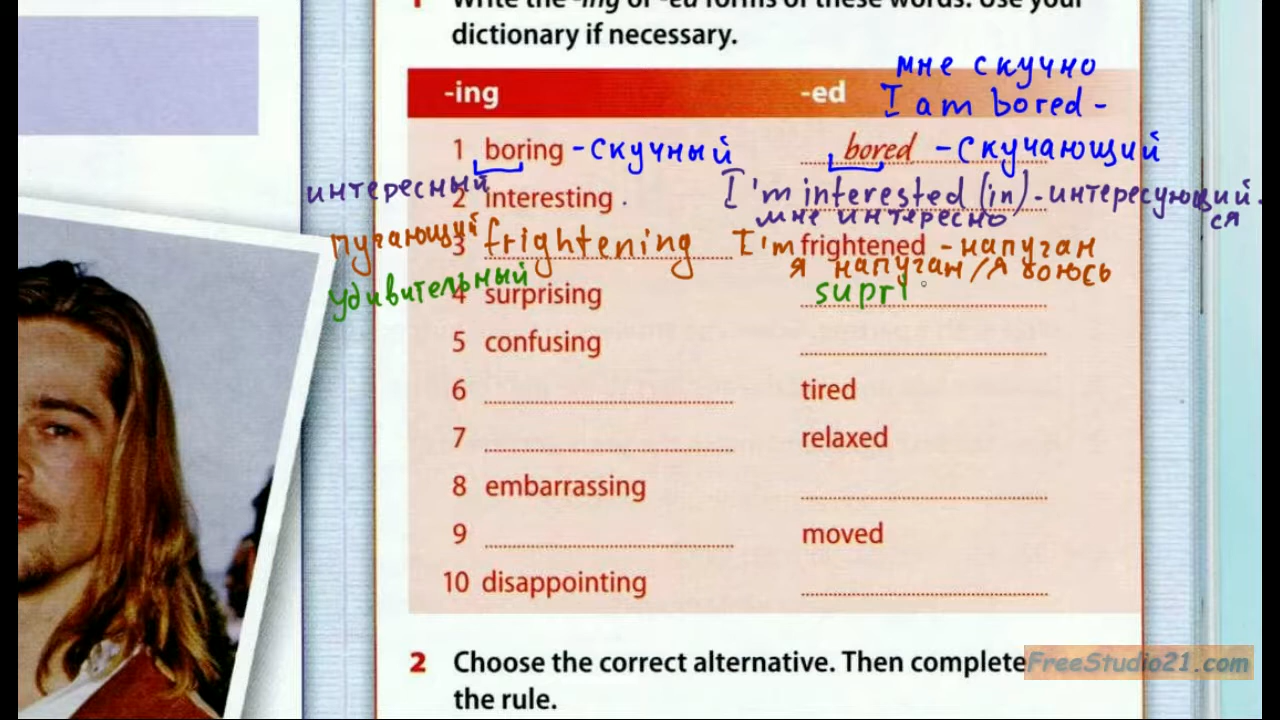 1 Write the -ing or -ed forms of these words. Use your
dictionary if necessary.
мне скучно
-ing -ed I am bored -
1 boring - скучный bored - скучающий
интересный 2 interesting . I'm interested (in) - интересующийся
мне интересно
пугающий 3 frightening I'm frightened - напуган
я напуган/я боюсь
удивительный 4 surprising supri
5 confusing
6 tired
7 relaxed
8 embarrassing
9 moved
10 disappointing
2 Choose the correct alternative. Then complete
the rule.
FreeStudio21.com